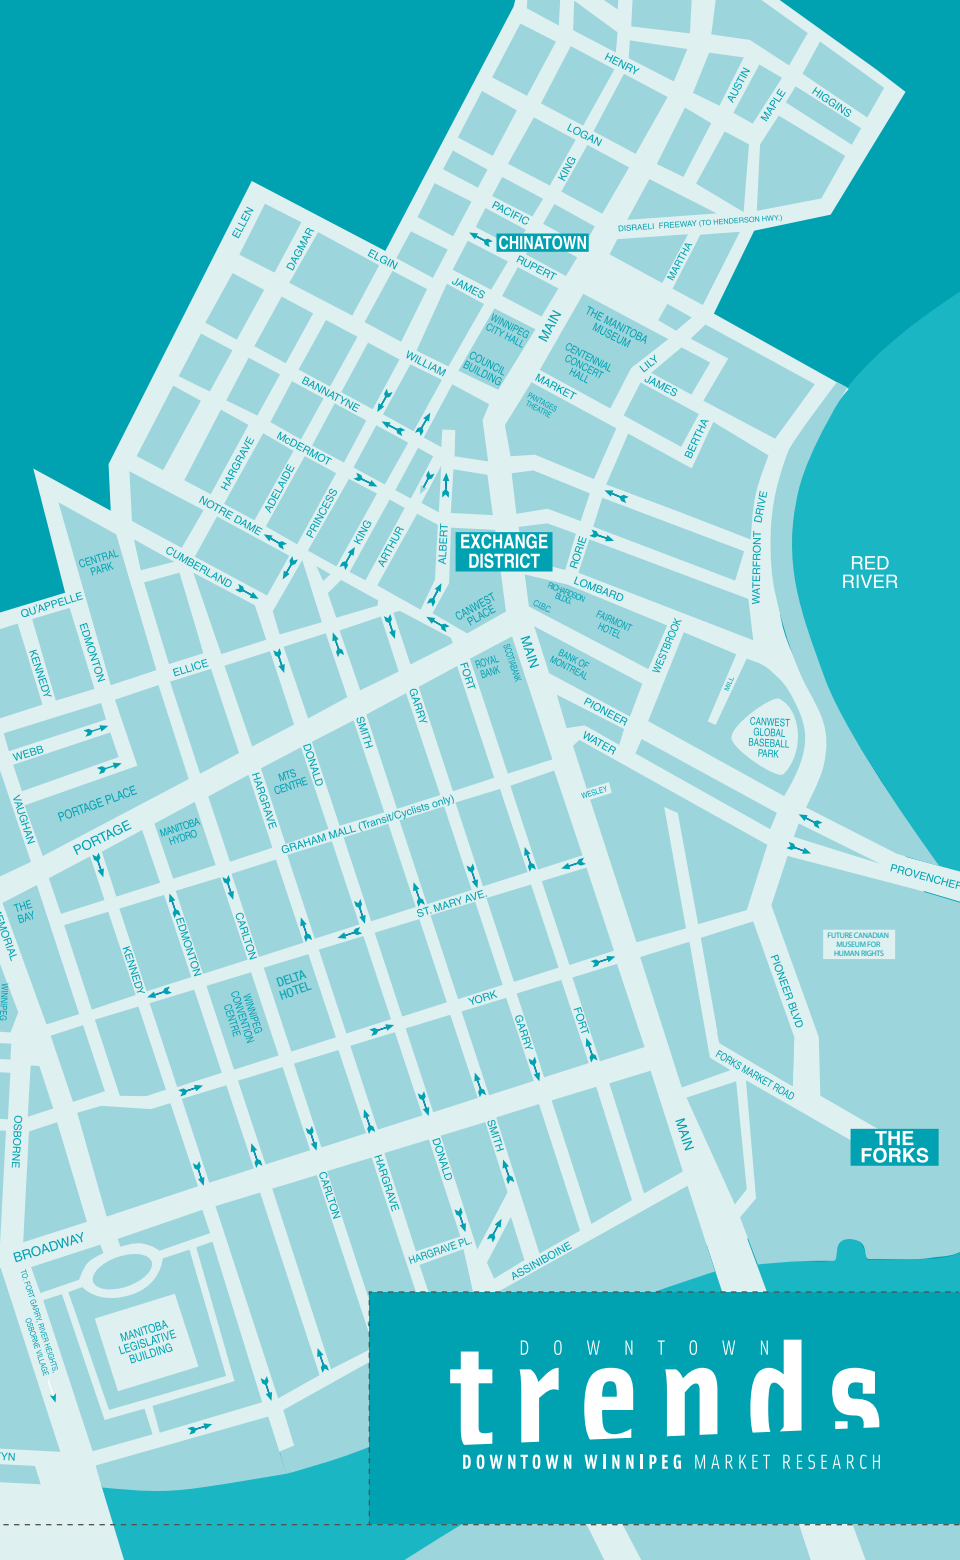 HENRY
AUSTIN
MAPLE
HIGGINS
LOGAN
KING
PACIFIC
DISRAELI FREEWAY (TO HENDERSON HWY.)
ELLEN
DAGMAR
ELGIN
CHINATOWN
RUPERT
MARTHA
JAMES
WINNIPEG
CITY HALL
MAIN
THE MANITOBA
MUSEUM
COUNCIL
BUILDING
CENTENNIAL
CONCERT
HALL
LILY
WILLIAM
JAMES
MARKET
BANNATYNE
PANTAGES
THEATRE
BERTHA
McDERMOT
HARGRAVE
ADELAIDE
PRINCESS
NOTRE DAME
KING
ARTHUR
ALBERT
EXCHANGE
DISTRICT
RORIE
WATERFRONT DRIVE
RED
RIVER
CENTRAL
PARK
CUMBERLAND
LOMBARD
RICHARDSON
BLDG.
C.I.B.C.
FAIRMONT
HOTEL
CANWEST
PLACE
QU'APPELLE
EDMONTON
KENNEDY
ELLICE
FORT
ROYAL
BANK
SCOTIABANK
MAIN
BANK OF
MONTREAL
WESTBROOK
MILL
GARRY
SMITH
PIONEER
WATER
CANWEST
GLOBAL
BASEBALL
PARK
WEBB
DONALD
HARGRAVE
MTS
CENTRE
WESLEY
PORTAGE PLACE
VAUGHAN
PORTAGE
MANITOBA
HYDRO
GRAHAM MALL (Transit/Cyclists only)
PROVENCHER
THE
BAY
EMORIAL
ST. MARY AVE.
CARLTON
EDMONTON
KENNEDY
FUTURE CANADIAN
MUSEUM FOR
HUMAN RIGHTS
WINNIPEG
DELTA
HOTEL
WINNIPEG
CONVENTION
CENTRE
YORK
PIONEER BLVD
GARRY
FORT
FORKS MARKET ROAD
OSBORNE
MAIN
THE
FORKS
SMITH
DONALD
HARGRAVE
CARLTON
BROADWAY
HARGRAVE PL.
ASSINIBOINE
TO: FORT GARRY, RIVER HEIGHTS,
OSBORNE VILLAGE
MANITOBA
LEGISLATIVE
BUILDING
YN
DOWNTOWN
trends
DOWNTOWN WINNIPEG MARKET RESEARCH